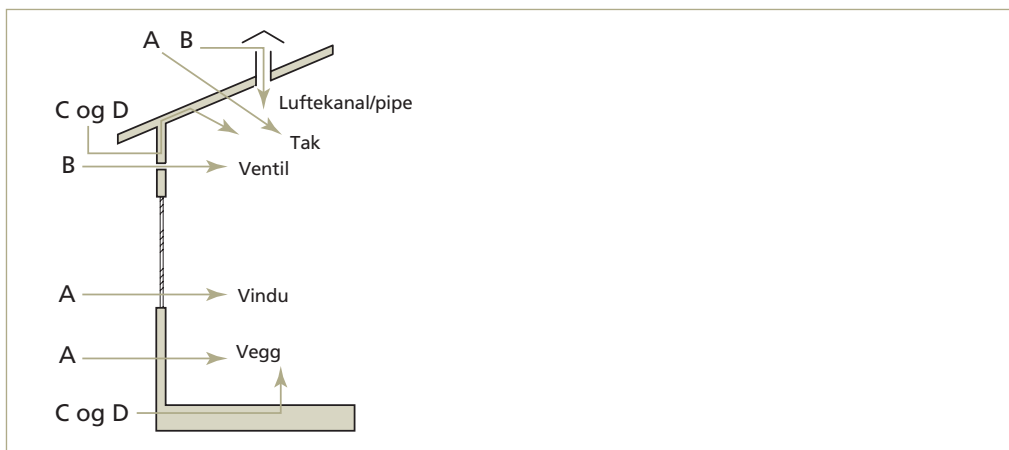 A B
Luftekanal/pipe
C og D
Tak
B
Ventil
A
Vindu
A
Vegg
C og D